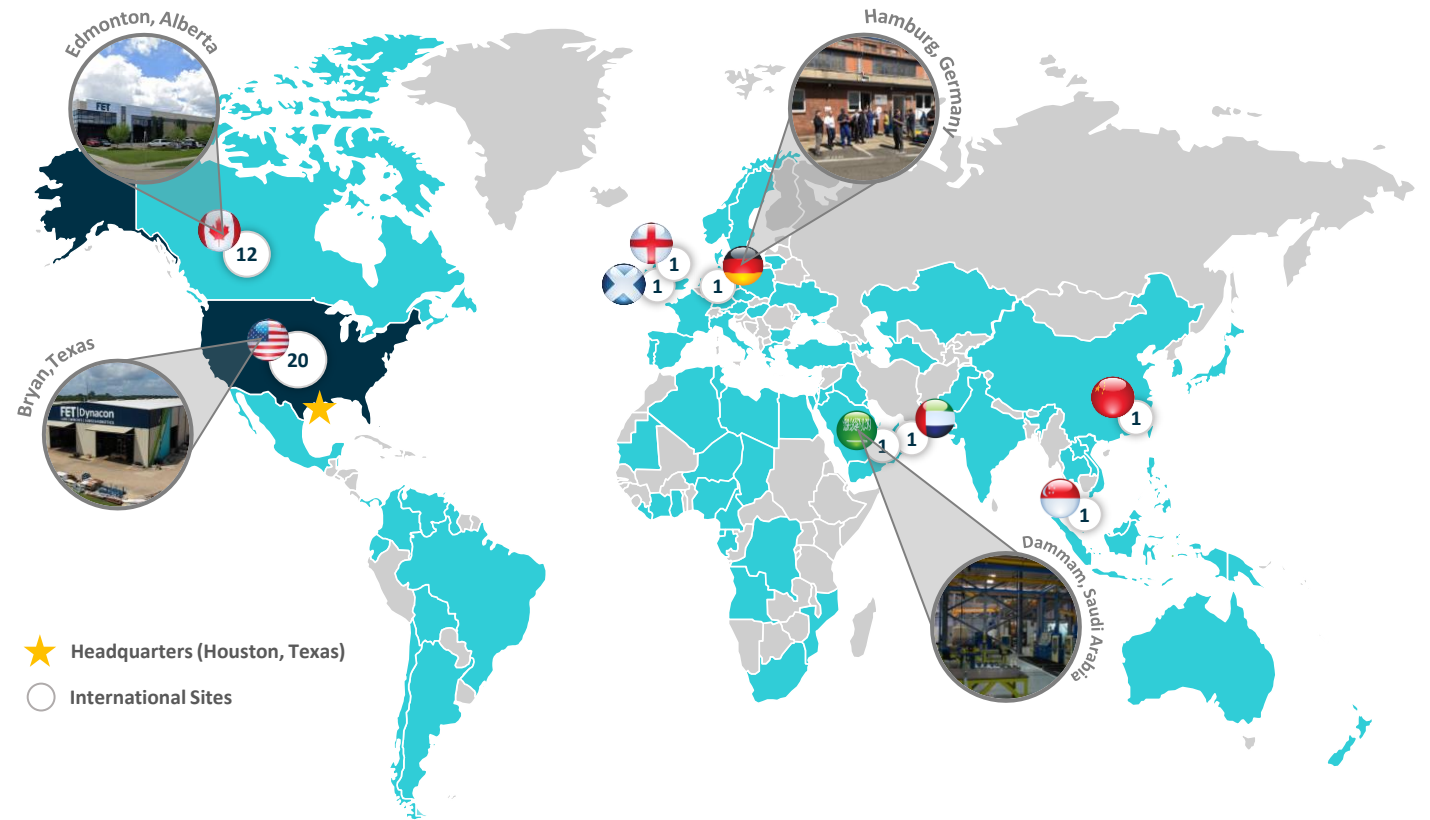 Edmonton, Alberta
FET
Hamburg, Germany
12
1
1
1
20
Bryan, Texas
FET Dynacon
1
1
1
1
Dammam, Saudi Arabia
Headquarters (Houston, Texas)
International Sites